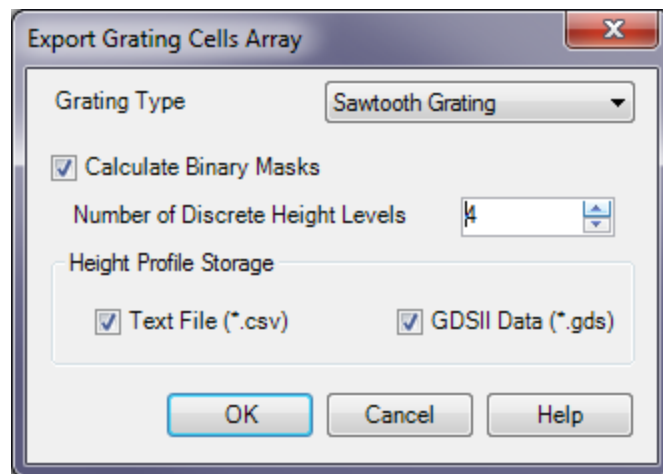 Export Grating Cells Array
Grating Type Sawtooth Grating
Calculate Binary Masks
Number of Discrete Height Levels 4
Height Profile Storage
Text File (*.csv) GDSII Data (*.gds)
OK Cancel Help